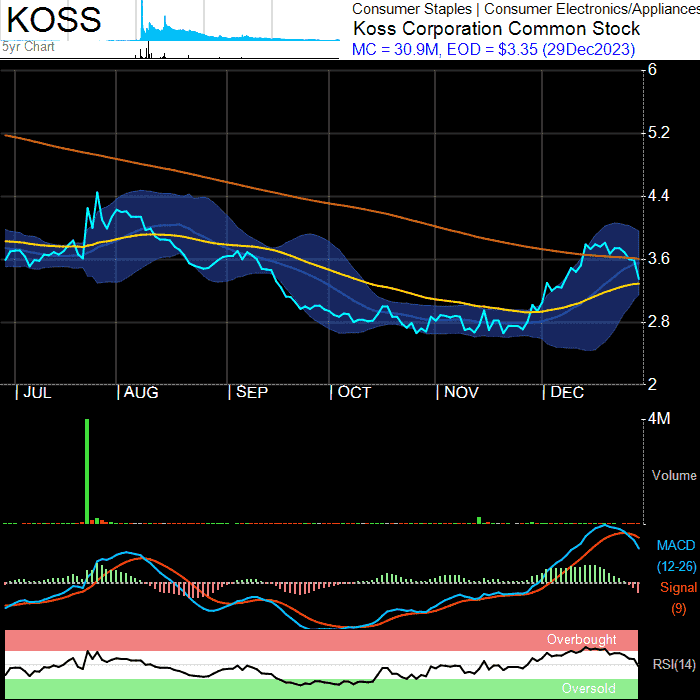 KOSS
5yr Chart
Consumer Staples | Consumer Electronics/Appliances
Koss Corporation Common Stock
MC = 30.9M, EOD = $3.35 (29Dec2023)
6
5.2
4.4
3.6
2.8
2
JUL
AUG
SEP
OCT
NOV
DEC
4M
Volume
MACD
(12-26)
Signal
(9)
Overbought
RSI(14)
Oversold